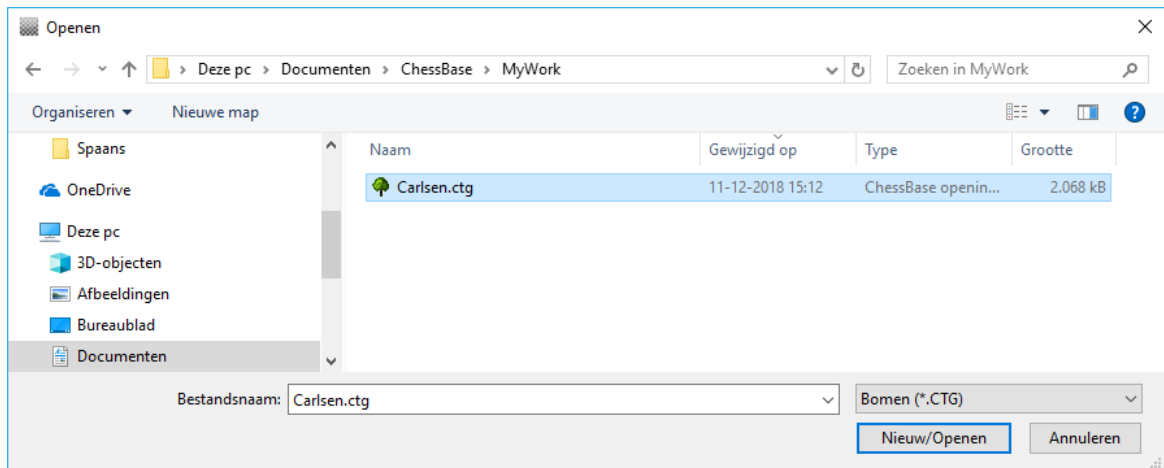 Openen
Deze pc > Documenten > ChessBase > MyWork
Zoeken in MyWork
Organiseren
Nieuwe map
Spaans
OneDrive
Deze pc
3D-objecten
Afbeeldingen
Bureaublad
Documenten
Naam Gewijzigd op Type Grootte
Carlsen.ctg 11-12-2018 15:12 ChessBase openin... 2.068 kB
Bestandsnaam: Carlsen.ctg
Bomen (*.CTG)
Nieuw/Openen
Annuleren